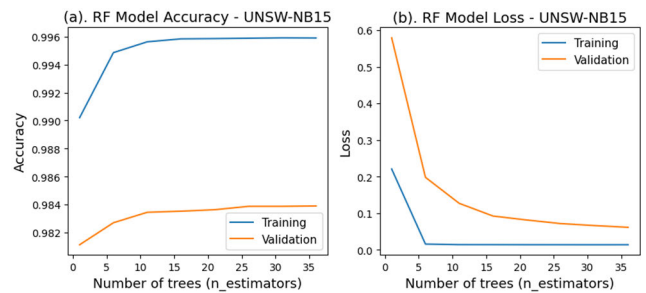 (a). RF Model Accuracy - UNSW-NB15
0.996
0.994
0.992
0.990
0.988
0.986
0.984
0.982
Accuracy
0 5 10 15 20 25 30 35
Number of trees (n_estimators)
Training
Validation
(b). RF Model Loss - UNSW-NB15
0.6
0.5
0.4
0.3
0.2
0.1
0.0
Loss
0 5 10 15 20 25 30 35
Number of trees (n_estimators)
Training
Validation